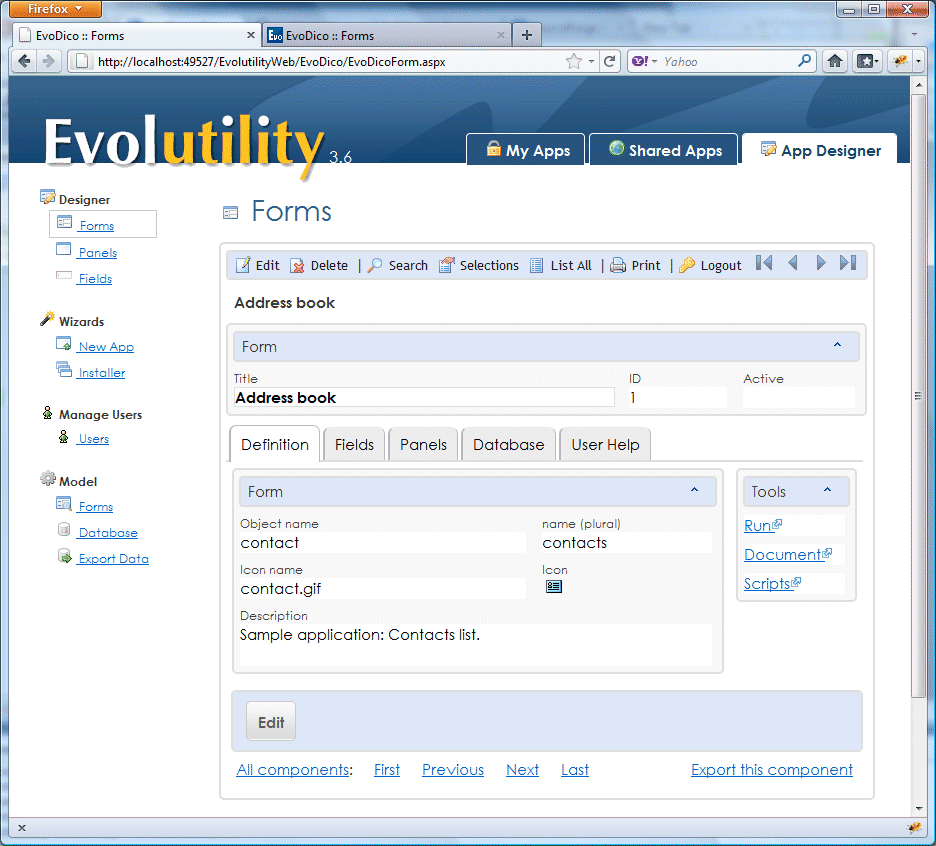 Firefox
EvoDico :: Forms
Evo EvoDico :: Forms
http://localhost:49527/EvolutilityWeb/EvoDico/EvoDicoForm.aspx
Yahoo
Evolutility 3.6
My Apps
Shared Apps
App Designer
Designer
Forms
Panels
Fields
Wizards
New App
Installer
Manage Users
Users
Model
Forms
Database
Export Data
Forms
Edit Delete | Search Selections List All | Print | Logout
Address book
Form
Title ID Active
Address book 1
Definition Fields Panels Database User Help
Form
Object name name (plural)
contact contacts
Icon name Icon
contact.gif
Description
Sample application: Contacts list.
Tools
Run
Document
Scripts
Edit
All components: First Previous Next Last Export this component